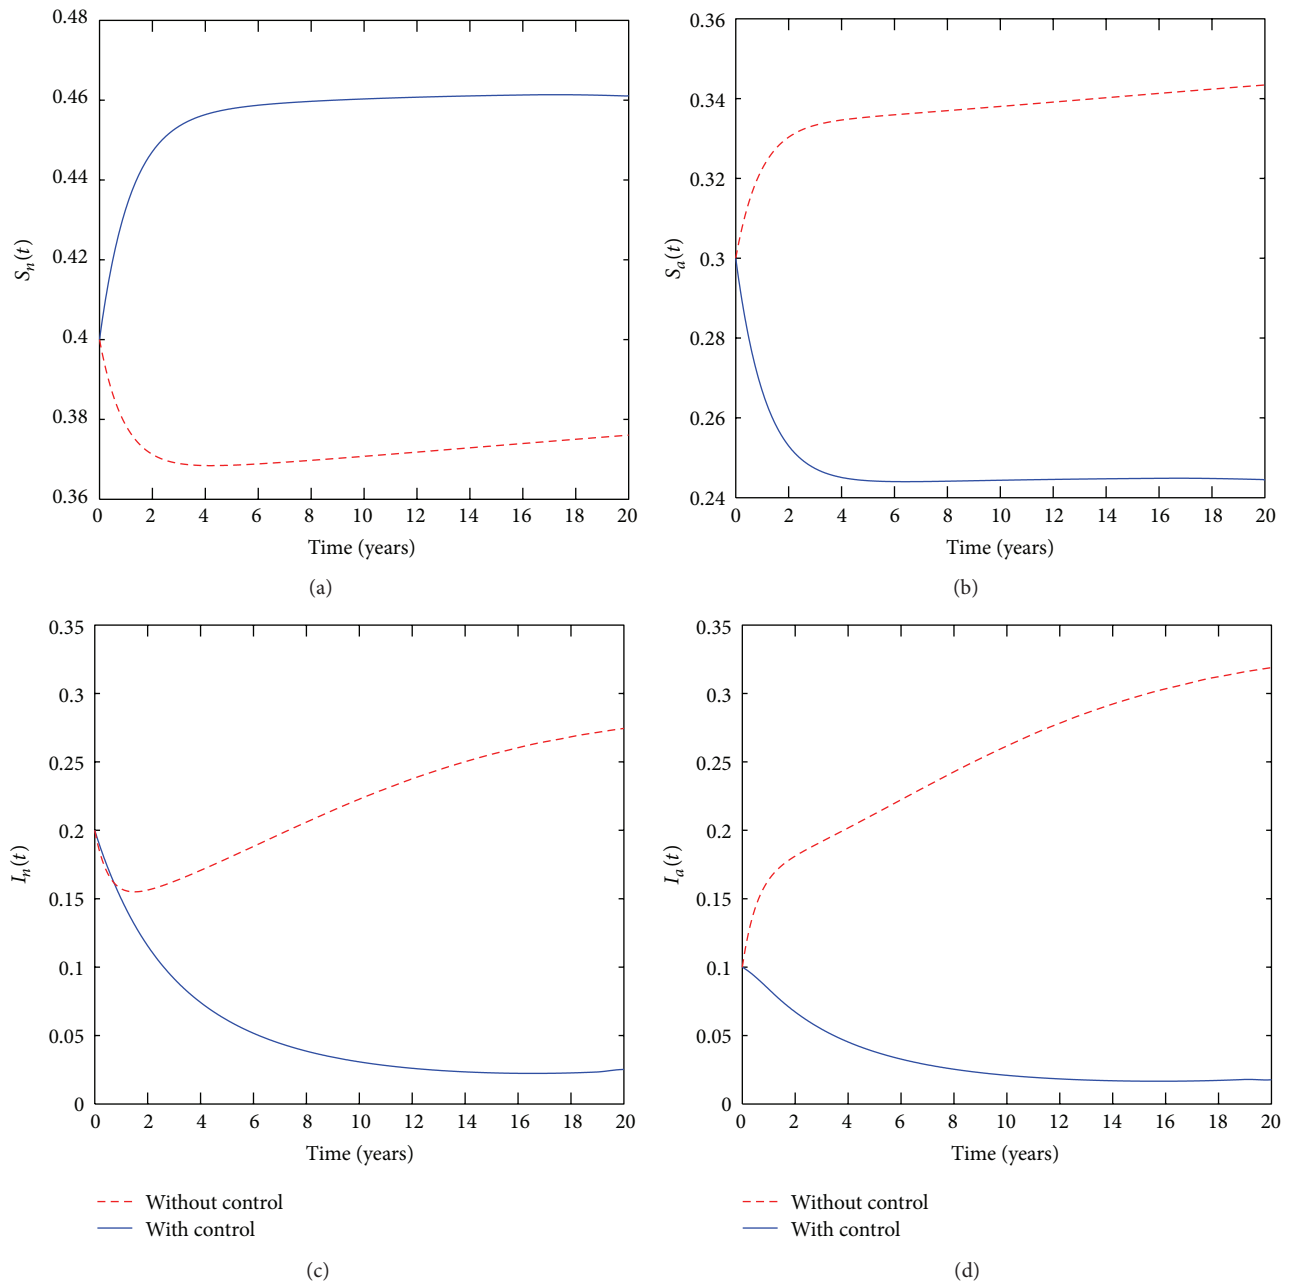 0.48
0.46
0.44
0.42
0.4
0.38
0.36
S_n(t)
0 2 4 6 8 10 12 14 16 18 20
Time (years)
(a)
0.36
0.34
0.32
0.3
0.28
0.26
0.24
S_a(t)
0 2 4 6 8 10 12 14 16 18 20
Time (years)
(b)
0.35
0.3
0.25
0.2
0.15
0.1
0.05
0
I_n(t)
0 2 4 6 8 10 12 14 16 18 20
Time (years)
Without control
With control
(c)
0.35
0.3
0.25
0.2
0.15
0.1
0.05
0
I_a(t)
0 2 4 6 8 10 12 14 16 18 20
Time (years)
Without control
With control
(d)